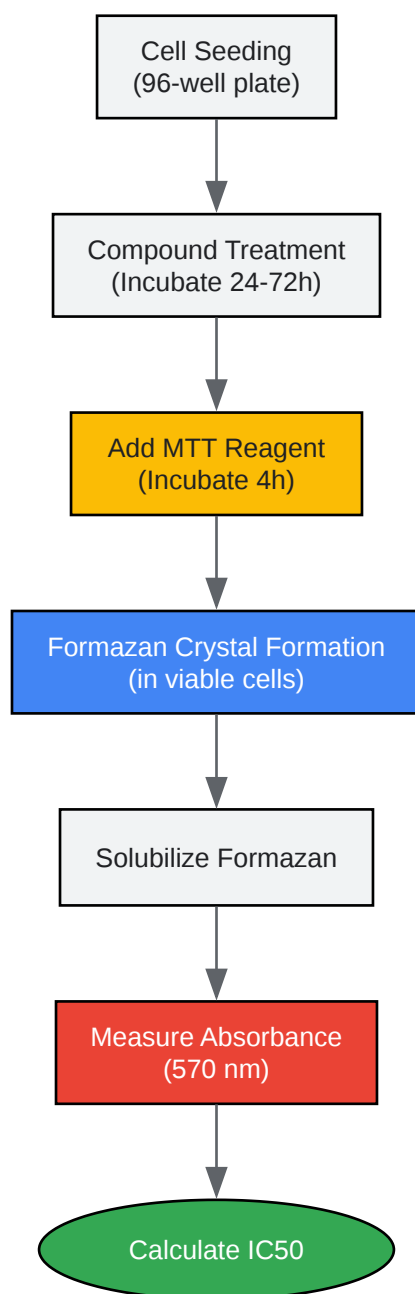 Cell Seeding
(96-well plate)
Compound Treatment
(Incubate 24-72h)
Add MTT Reagent
(Incubate 4h)
Formazan Crystal Formation
(in viable cells)
Solubilize Formazan
Measure Absorbance
(570 nm)
Calculate IC50